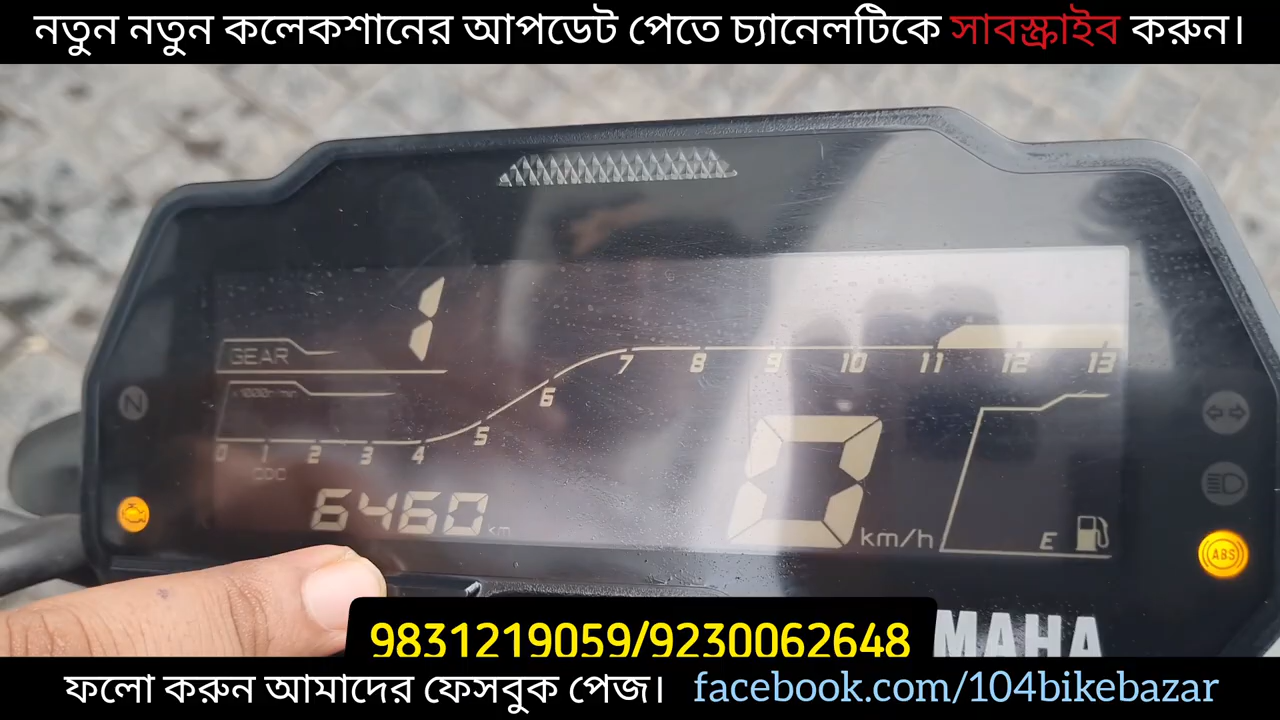 নতুন নতুন কলেকশানের আপডেট পেতে চ্যানেলটিকে সাবস্ক্রাইব করুন।
1
GEAR
7 8 9 10 11 12 13
x1000r/min
6
N
5
0 1 2 3 4
ODO
6460 km
0 km/h
E
ABS
9831219059/9230062648
MAHA
ফলো করুন আমাদের ফেসবুক পেজ। facebook.com/104bikebazar